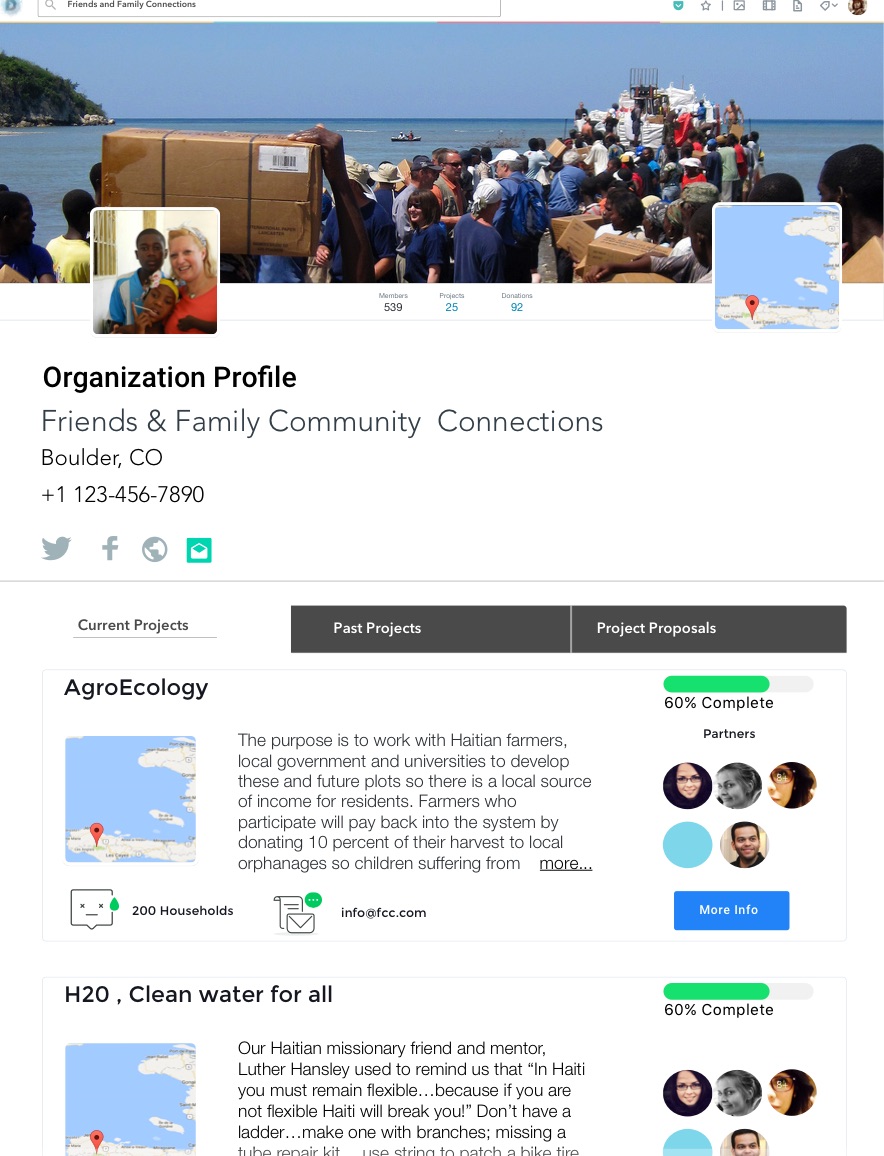 D
Friends and Family Connections
Members
Projects
Donations
539
25
92
Organization Profile
Friends & Family Community  Connections
Boulder, CO
+1 123-456-7890
Current Projects
Past Projects
Project Proposals
AgroEcology
60% Complete
Partners
The purpose is to work with Haitian farmers,
local government and universities to develop
these and future plots so there is a local source
of income for residents. Farmers who
participate will pay back into the system by
donating 10 percent of their harvest to local
orphanages so children suffering from    more...
8+
200 Households
info@fcc.com
More Info
H20 , Clean water for all
60% Complete
Our Haitian missionary friend and mentor,
Luther Hansley used to remind us that “In Haiti
you must remain flexible…because if you are
not flexible Haiti will break you!” Don’t have a
ladder…make one with branches; missing a
tube repair kit… use string to patch a bike tire
8+